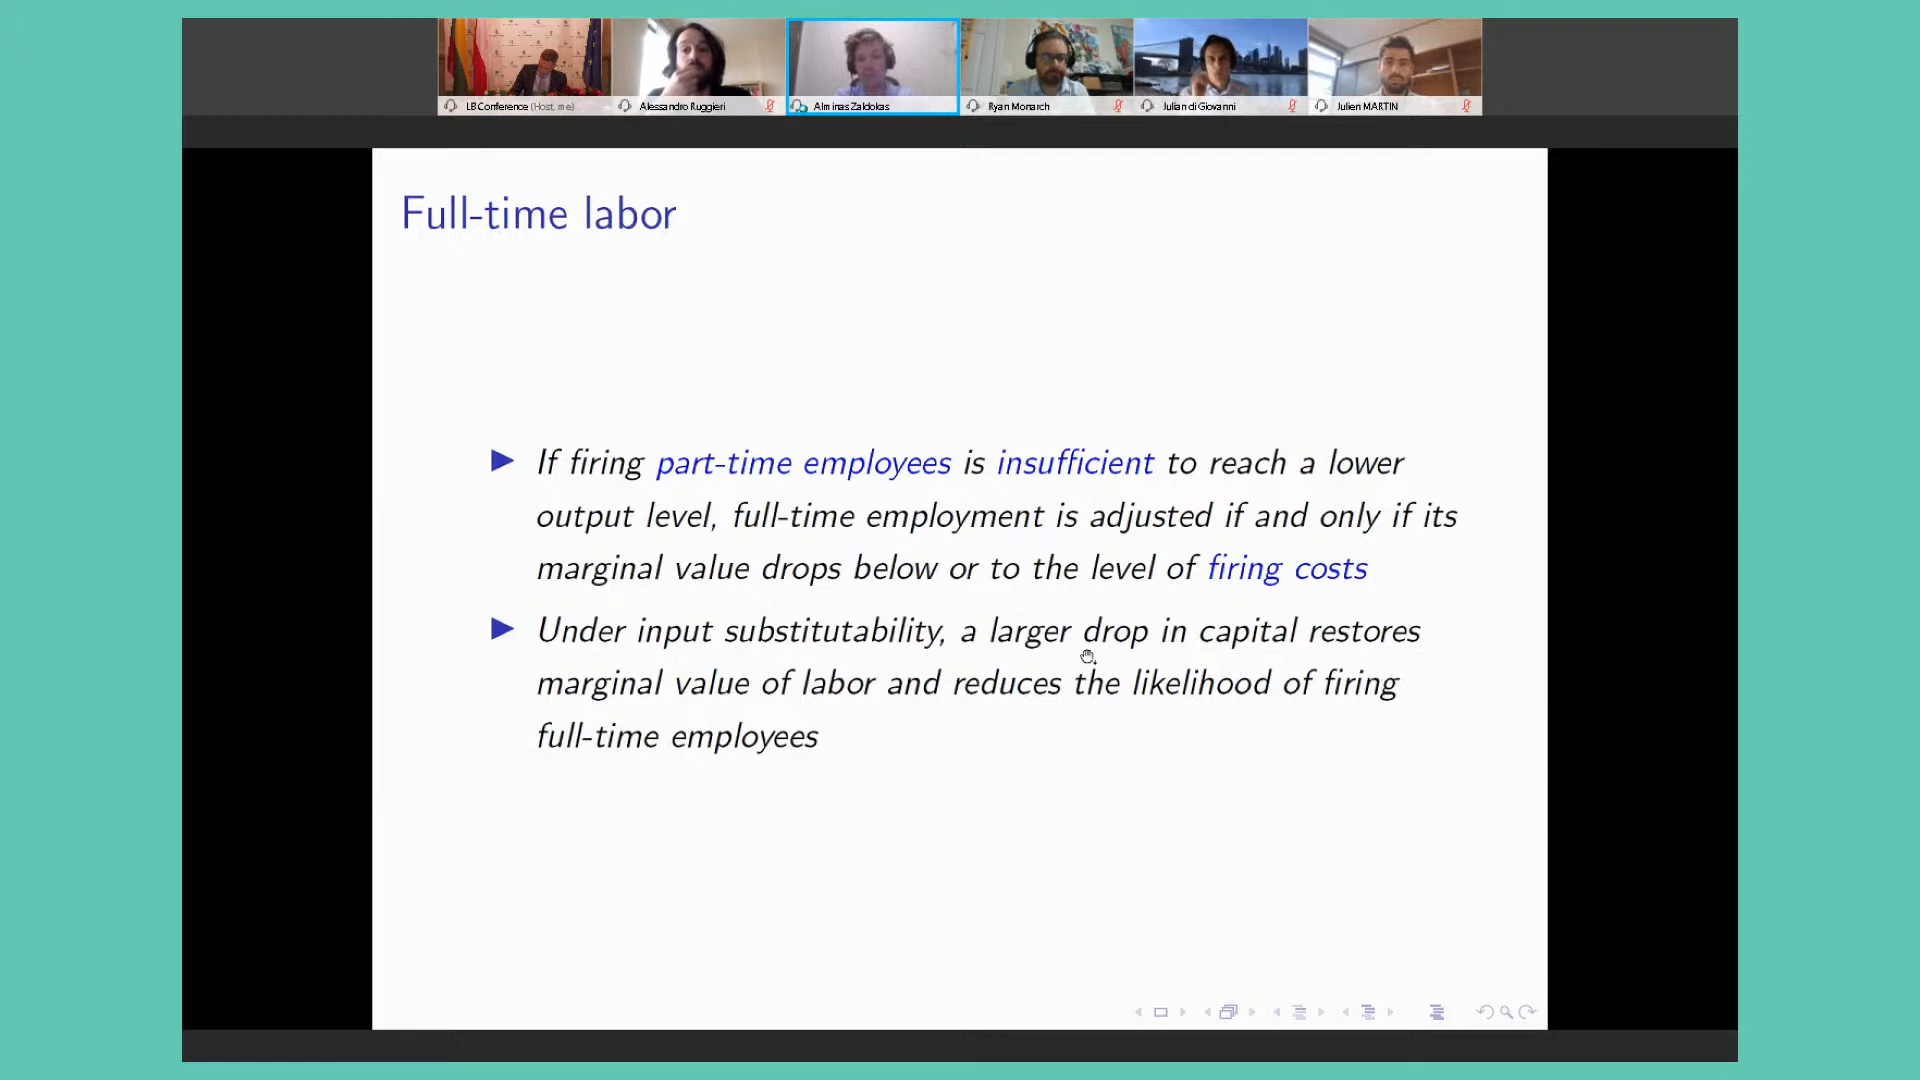 LB Conference (Host, me)
Alessandro Ruggieri
Alminas Zaldokas
Ryan Monarch
Julian di Giovanni
Julien MARTIN
Full-time labor
If firing part-time employees is insufficient to reach a lower
output level, full-time employment is adjusted if and only if its
marginal value drops below or to the level of firing costs
Under input substitutability, a larger drop in capital restores
marginal value of labor and reduces the likelihood of firing
full-time employees